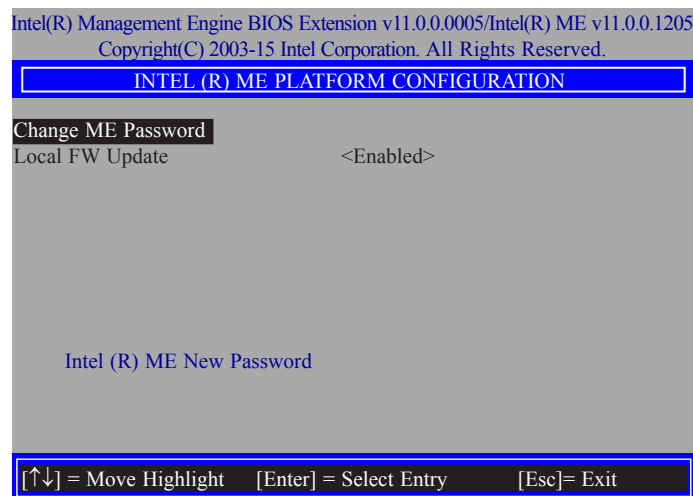 Intel(R) Management Engine BIOS Extension v11.0.0.0005/Intel(R) ME v11.0.0.1205
Copyright(C) 2003-15 Intel Corporation. All Rights Reserved.
INTEL (R) ME PLATFORM CONFIGURATION
Change ME Password
Local FW Update <Enabled>
Intel (R) ME New Password
[↑↓] = Move Highlight [Enter] = Select Entry [Esc]= Exit